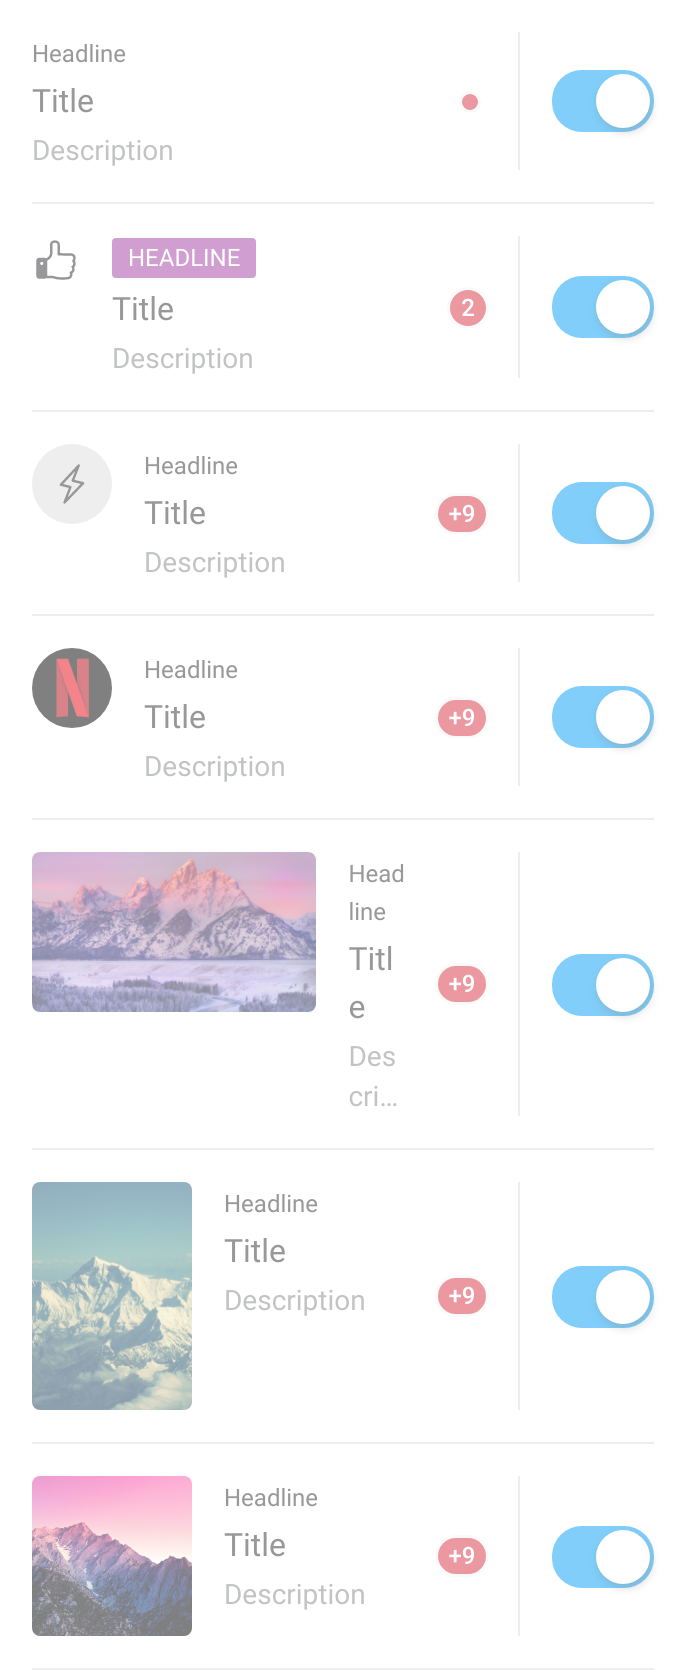 Headline
Title
Description
HEADLINE
Title
2
Description
Headline
Title
+9
Description
N
Headline
Title
+9
Description
Head
line
Titl
e
+9
Des
cri...
Headline
Title
Description
+9
Headline
Title
+9
Description